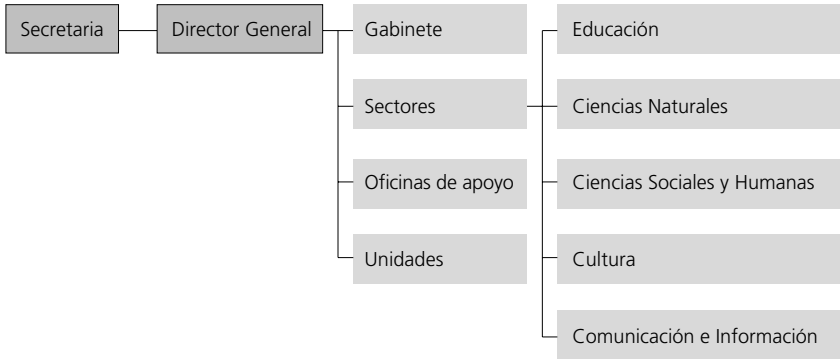 Secretaria
Director General
Gabinete
Sectores
Oficinas de apoyo
Unidades
Educación
Ciencias Naturales
Ciencias Sociales y Humanas
Cultura
Comunicación e Información